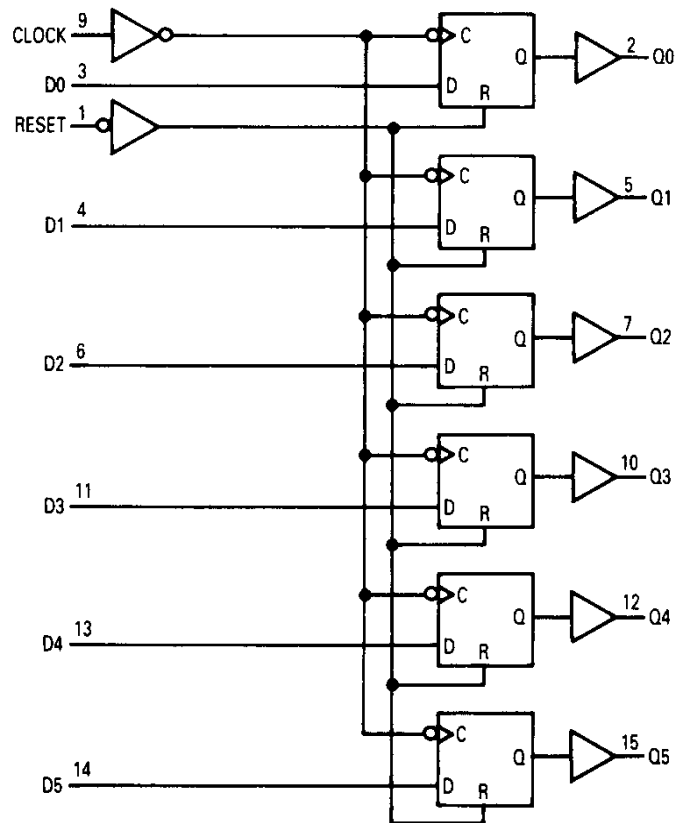 CLOCK 9 C Q 2 Q0
D0 3 D R
RESET 1
C Q 5 Q1
D1 4 D R
C Q 7 Q2
D2 6 D R
C Q 10 Q3
D3 11 D R
C Q 12 Q4
D4 13 D R
C Q 15 Q5
D5 14 D R